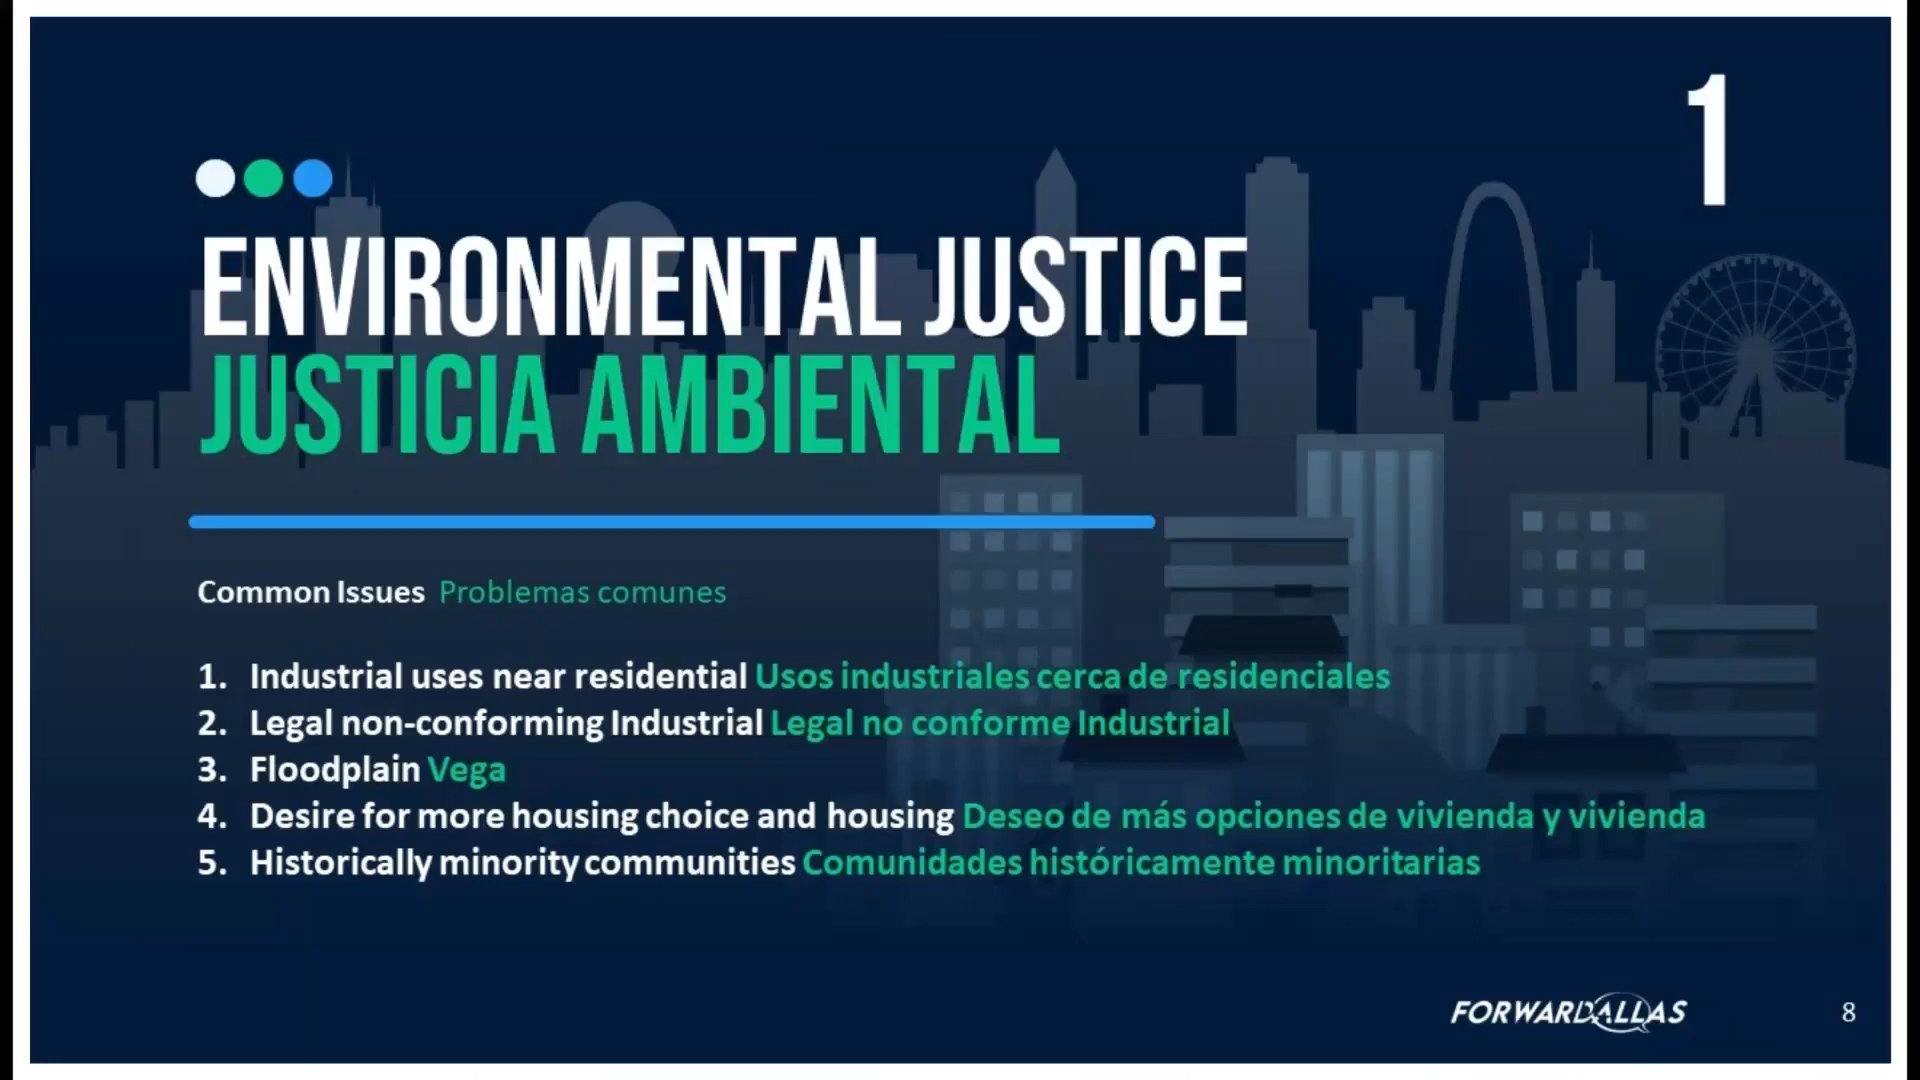 1
ENVIRONMENTAL JUSTICE
JUSTICIA AMBIENTAL
Common Issues Problemas comunes
1. Industrial uses near residential Usos industriales cerca de residenciales
2. Legal non-conforming Industrial Legal no conforme Industrial
3. Floodplain Vega
4. Desire for more housing choice and housing Deseo de más opciones de vivienda y vivienda
5. Historically minority communities Comunidades históricamente minoritarias
FORWARDALLAS
8